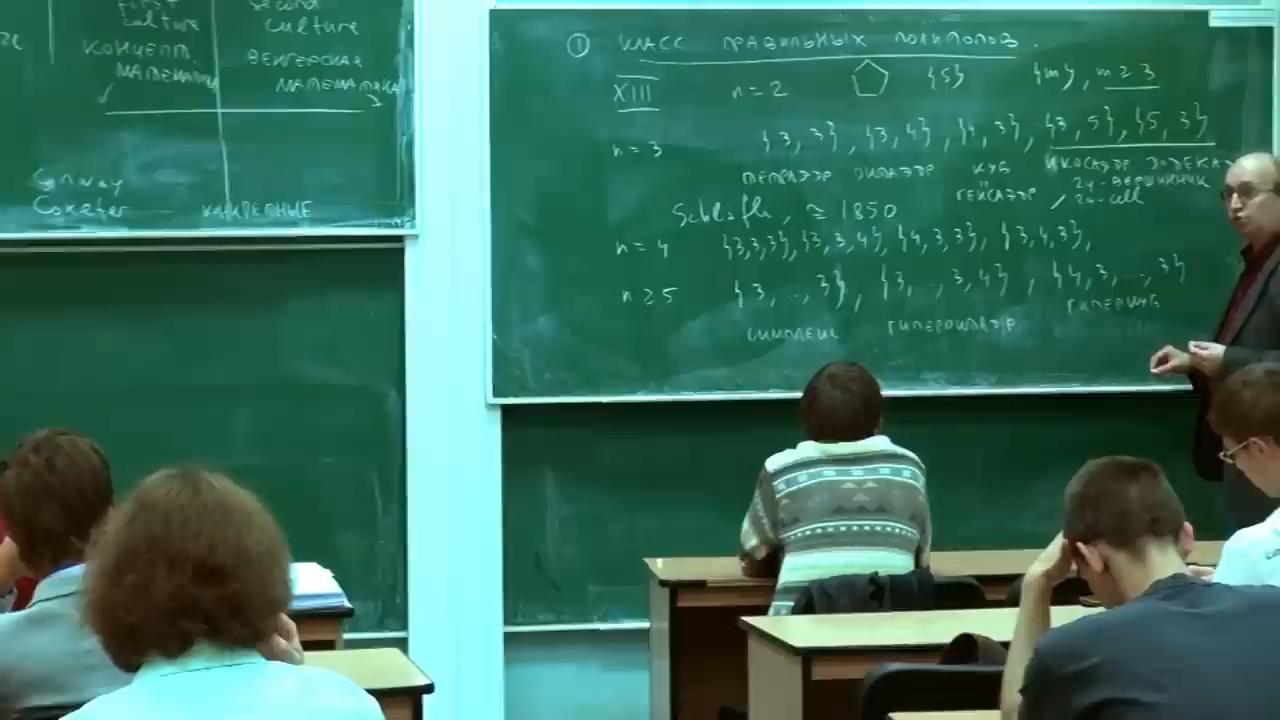 First Second
Culture Culture
КОНЦЕПТ. ВЕНГЕРСКАЯ
МАТЕМАТИКА МАТЕМАТИКА
Conway
Coxeter
① КЛАСС ПРАВИЛЬНЫХ ПОЛИТОПОВ.
XIII n = 2 {5} {m}, m ≥ 3
n = 3 {3, 3}, {3, 4}, {4, 3}, {3, 5}, {5, 3}
ТЕТРАЭДР ОКТАЭДР КУБ ИКОСАЭДР ДОДЕКА
ГЕКСАЭДР 24-ВЕРШИННИК
24-cell
Schläfli, ≃ 1850
n = 4 {3,3,3}, {3,3,4}, {4,3,3}, {3,4,3},
n ≥ 5 {3, .., 3}, {3, .., 3, 4}, {4, 3, ..., 3}
СИМПЛЕКС ГИПЕРОКТАЭДР ГИПЕРКУБ